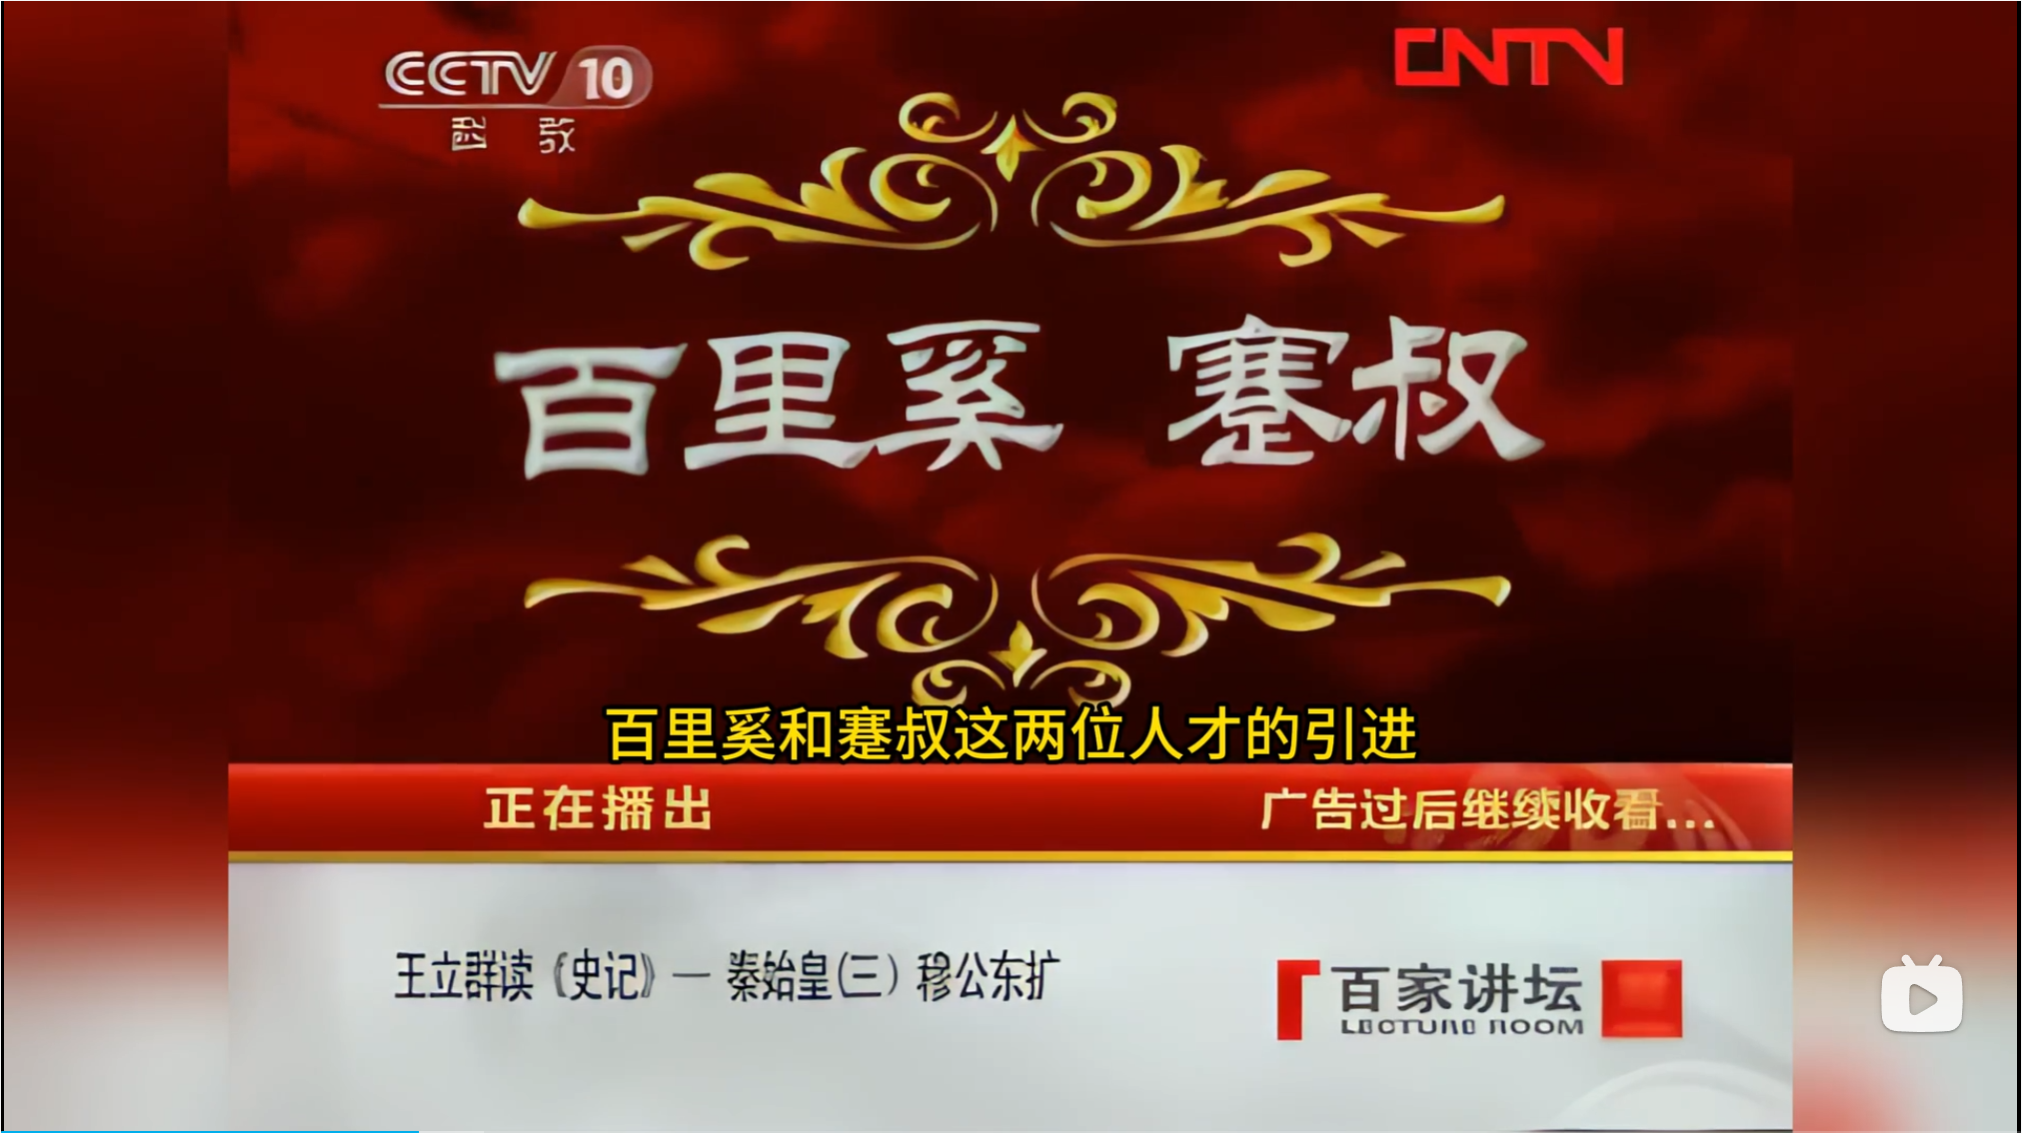 CCTV 10
科教
CNTV
百里奚 蹇叔
百里奚和蹇叔这两位人才的引进
正在播出
广告过后继续收看...
王立群读《史记》— 秦始皇(三) 穆公东扩
百家讲坛
LECTURE ROOM